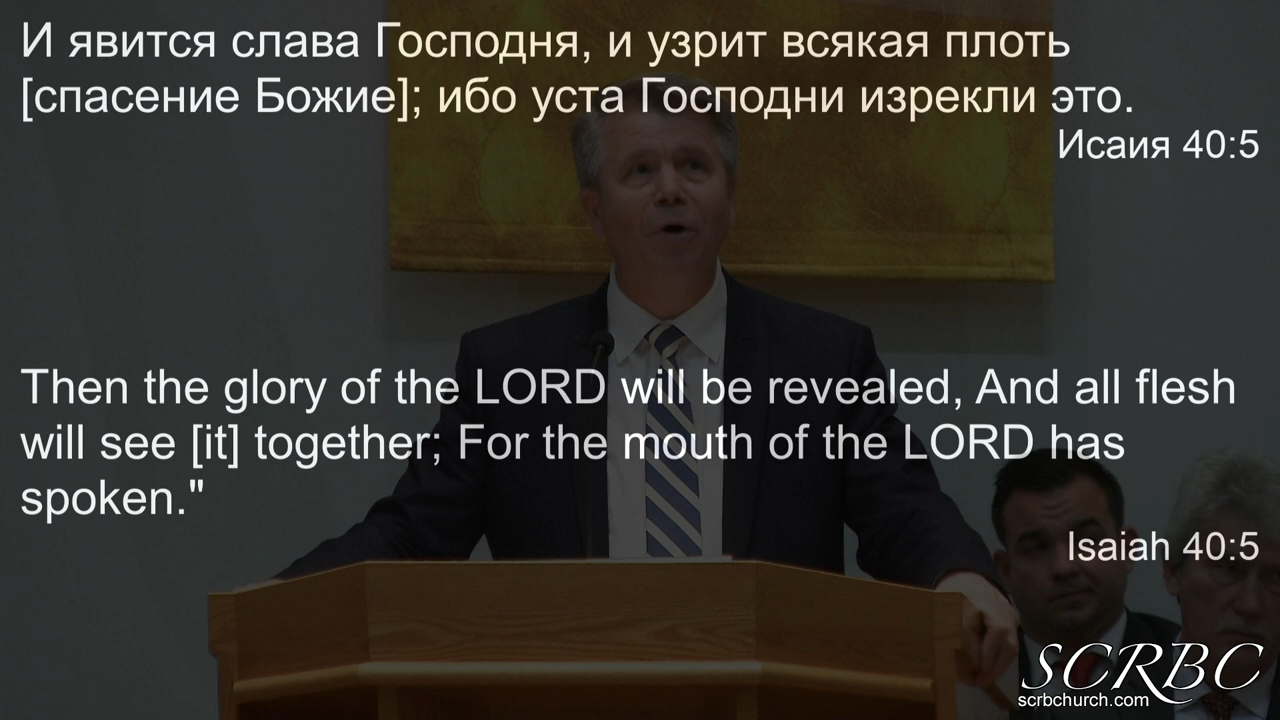 И явится слава Господня, и узрит всякая плоть
[спасение Божие]; ибо уста Господни изрекли это.
Исаия 40:5
Then the glory of the LORD will be revealed, And all flesh
will see [it] together; For the mouth of the LORD has
spoken."
Isaiah 40:5
SCRBC
scrbchurch.com